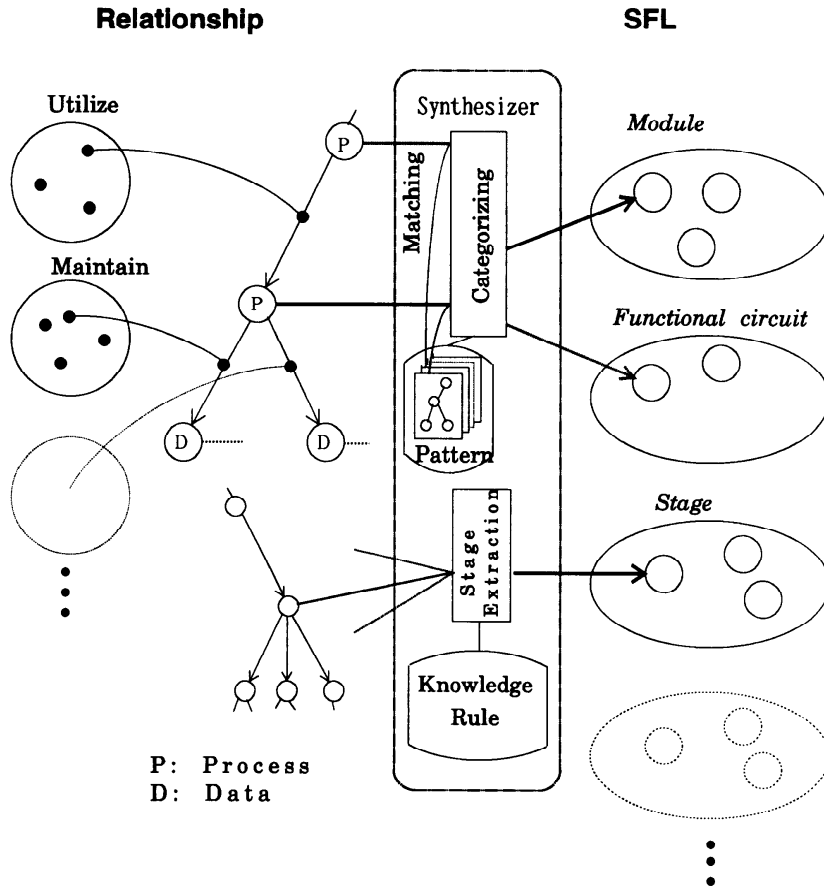 Relationship
SFL
Utilize
Synthesizer
Module
P
Matching
Categorizing
Maintain
P
Functional circuit
D
D
Pattern
Stage
Stage
Extraction
Knowledge
Rule
P: Process
D: Data